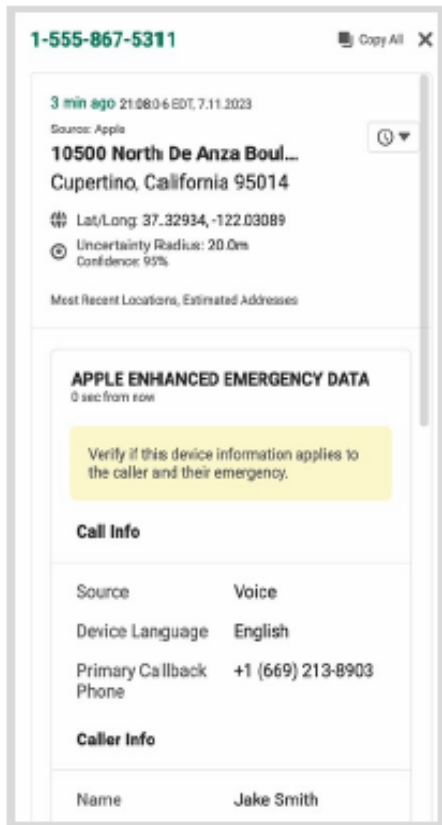 1-555-867-5311
Copy All
3 min ago 21:08:06 EDT, 7.11.2023
Source: Apple
10500 North De Anza Boul...
Cupertino, California 95014
Lat/Long: 37.32934, -122.03089
Uncertainty Radius: 20.0m
Confidence: 95%
Most Recent Locations, Estimated Addresses
APPLE ENHANCED EMERGENCY DATA
0 sec from now
Verify if this device information applies to
the caller and their emergency.
Call Info
Source Voice
Device Language English
Primary Callback +1 (669) 213-8903
Phone
Caller Info
Name Jake Smith